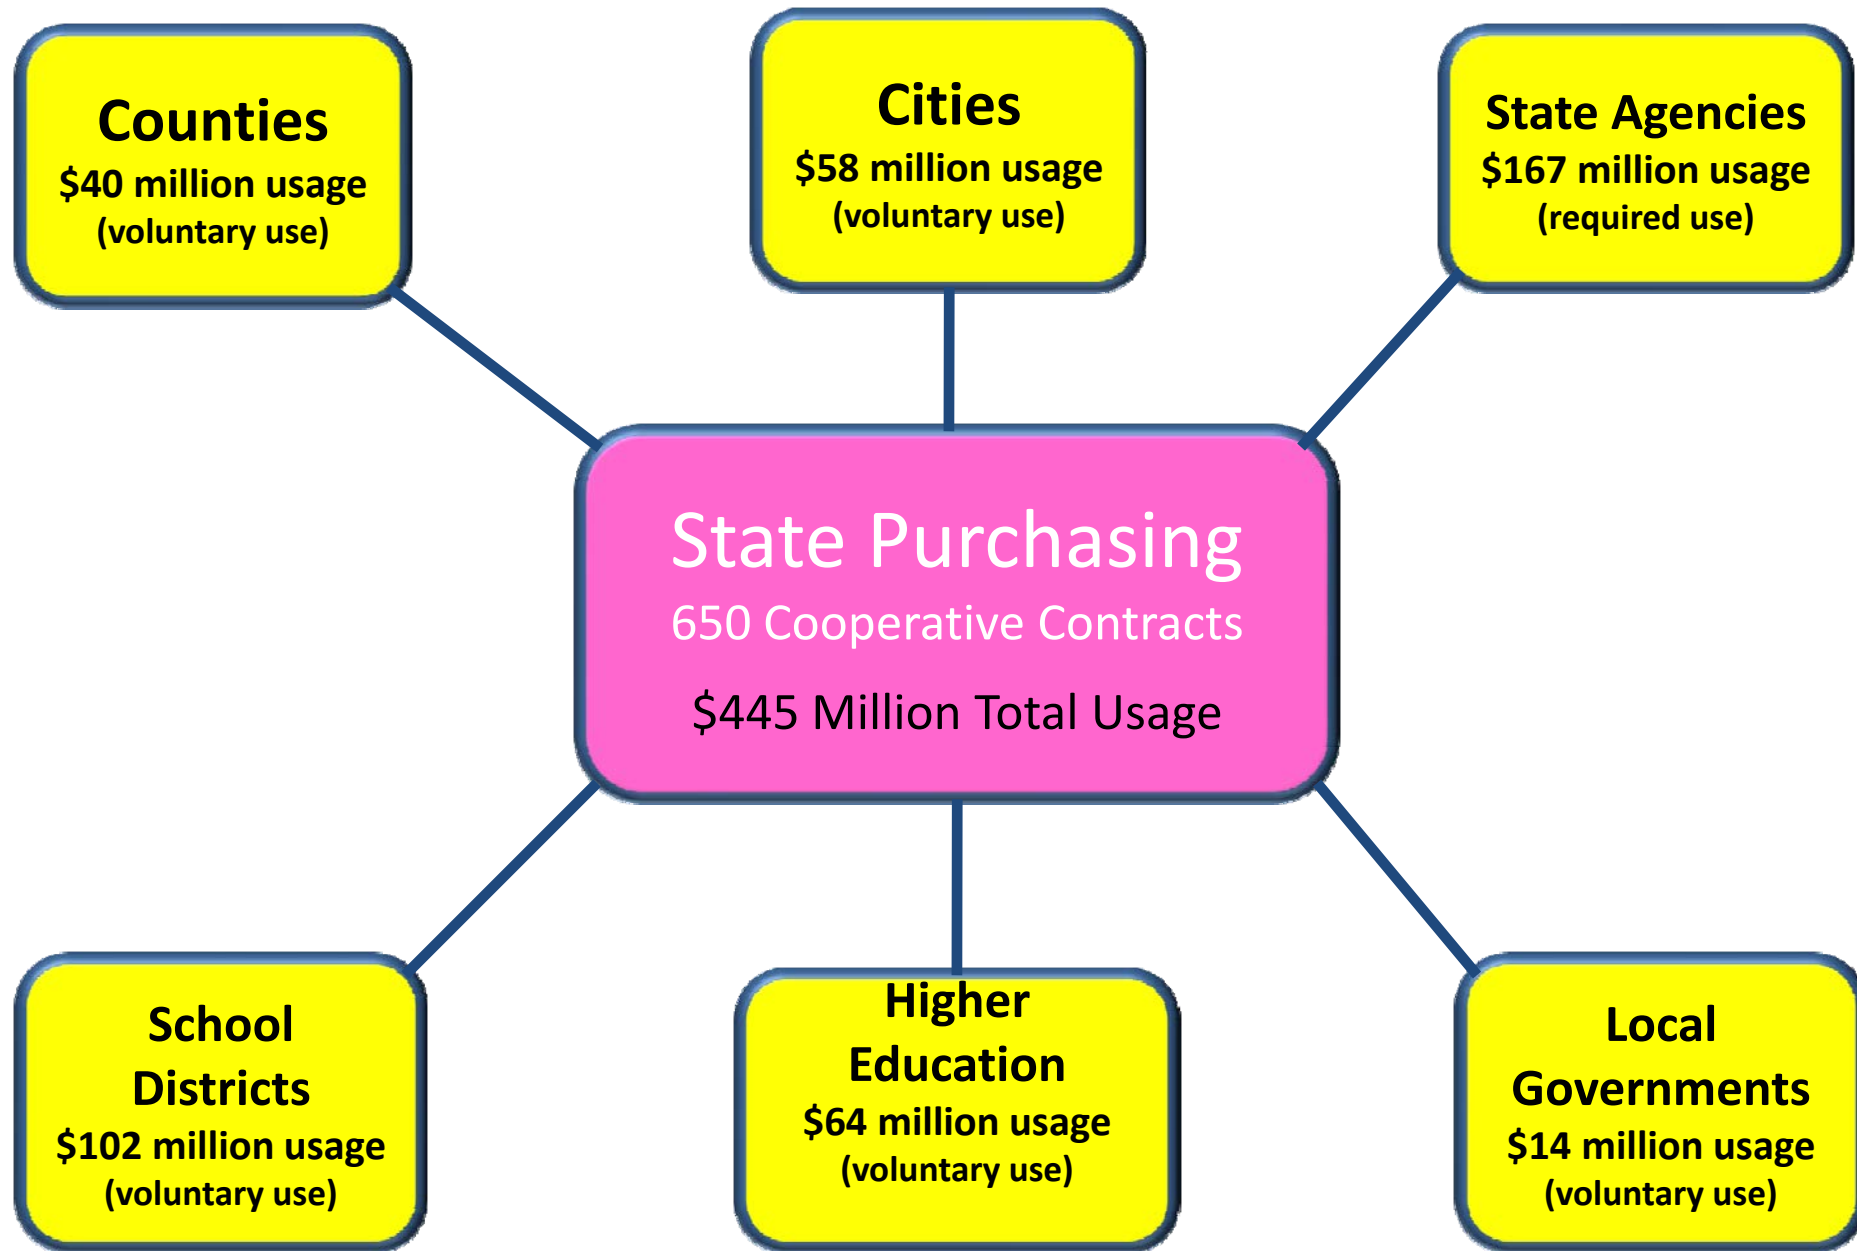 Counties
$40 million usage
(voluntary use)
Cities
$58 million usage
(voluntary use)
State Agencies
$167 million usage
(required use)
State Purchasing
650 Cooperative Contracts
$445 Million Total Usage
School
Districts
$102 million usage
(voluntary use)
Higher
Education
$64 million usage
(voluntary use)
Local
Governments
$14 million usage
(voluntary use)